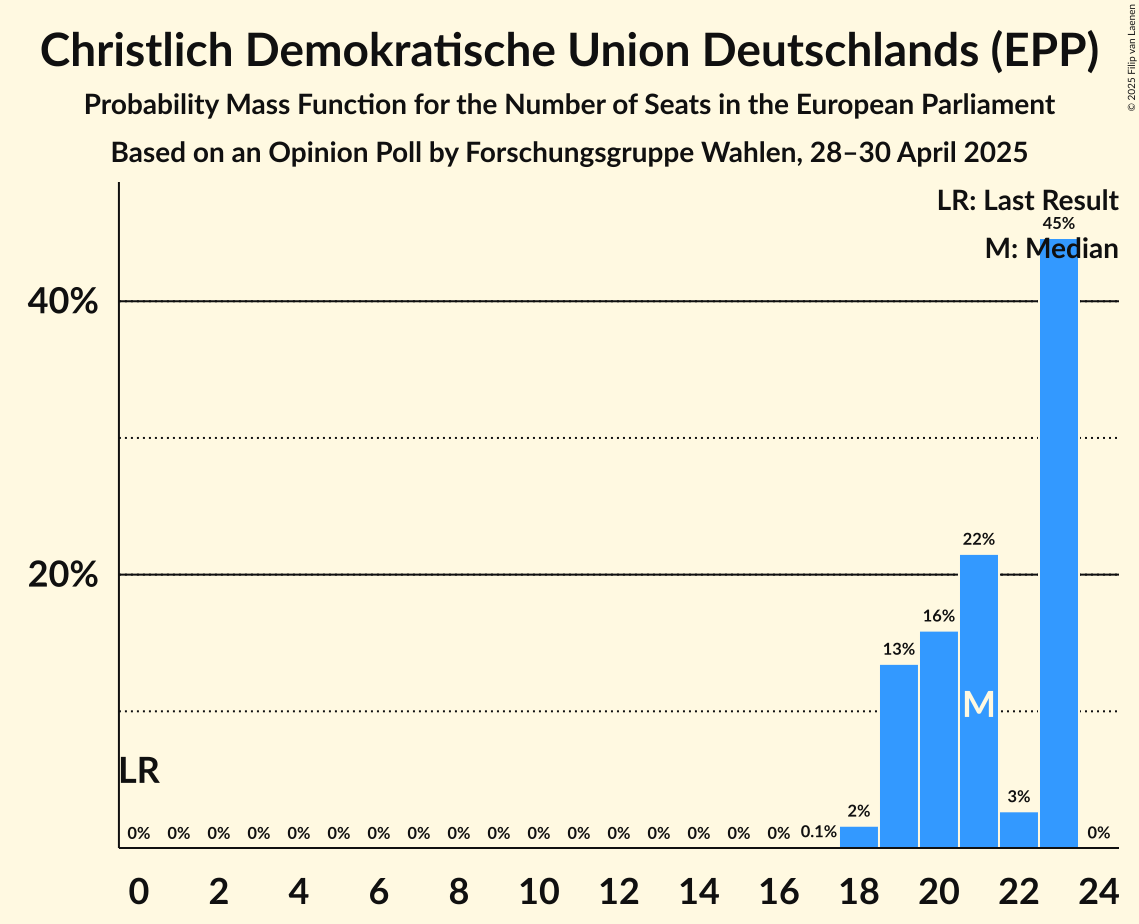 Christlich Demokratische Union Deutschlands (EPP)
Probability Mass Function for the Number of Seats in the European Parliament
Based on an Opinion Poll by Forschungsgruppe Wahlen, 28–30 April 2025
© 2025 Filip van Laenen
LR: Last Result
45%
M: Median
40%
22%
20%
16%
13%
M
LR
3%
2%
0% 0% 0% 0% 0% 0% 0% 0% 0% 0% 0% 0% 0% 0% 0% 0% 0% 0.1% 0%
0 2 4 6 8 10 12 14 16 18 20 22 24